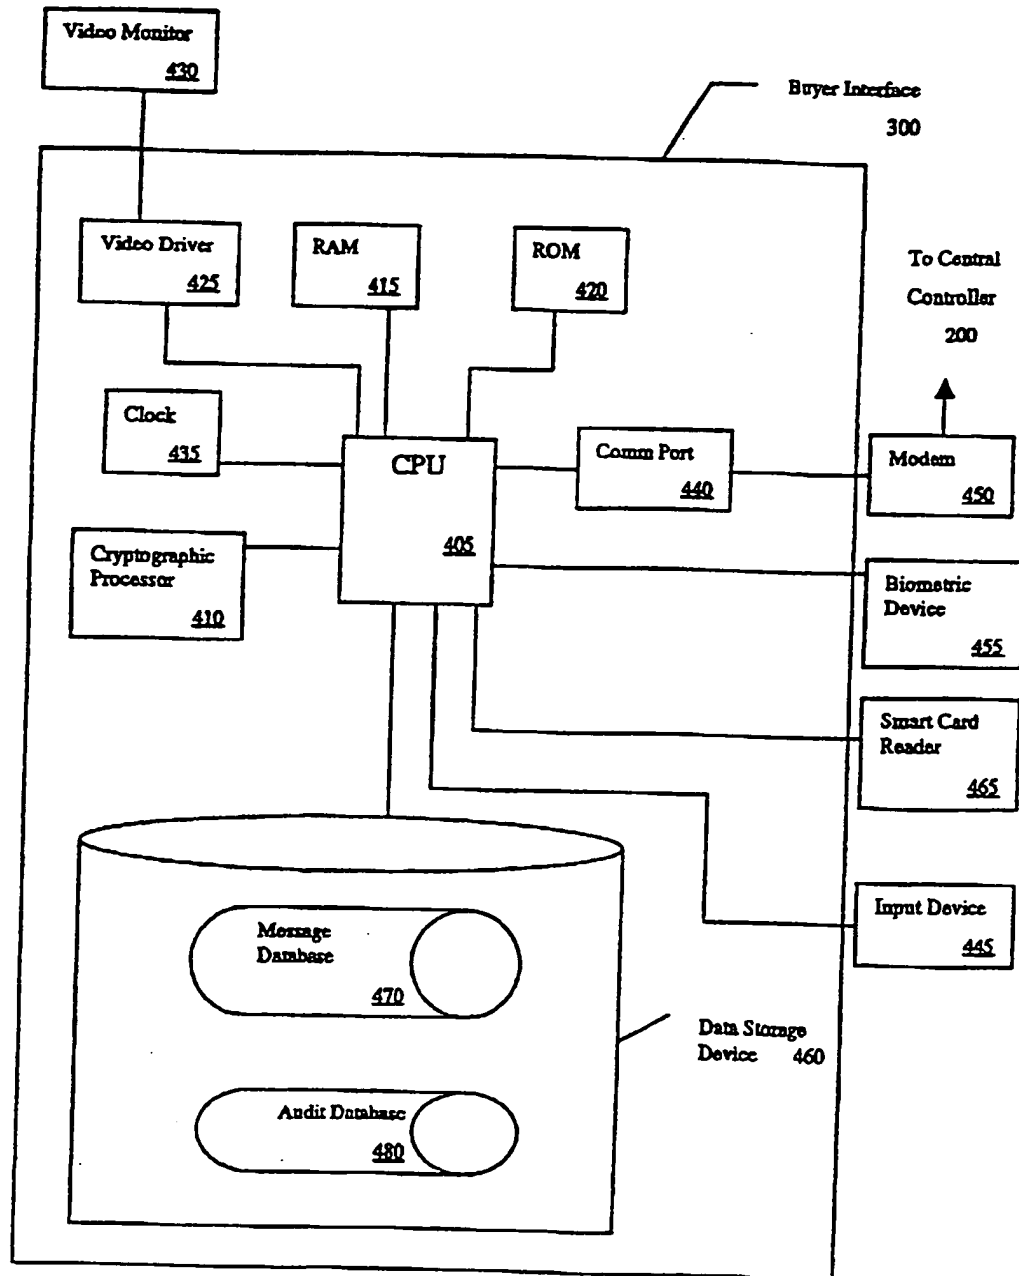 Video Monitor
430
Buyer Interface
300
Video Driver
425
RAM
415
ROM
420
To Central
Controller
200
Clock
435
CPU
405
Comm Port
440
Modem
450
Cryptographic
Processor
410
Biometric
Device
455
Smart Card
Reader
465
Input Device
445
Message
Database
470
Data Storage
Device 460
Audit Database
480